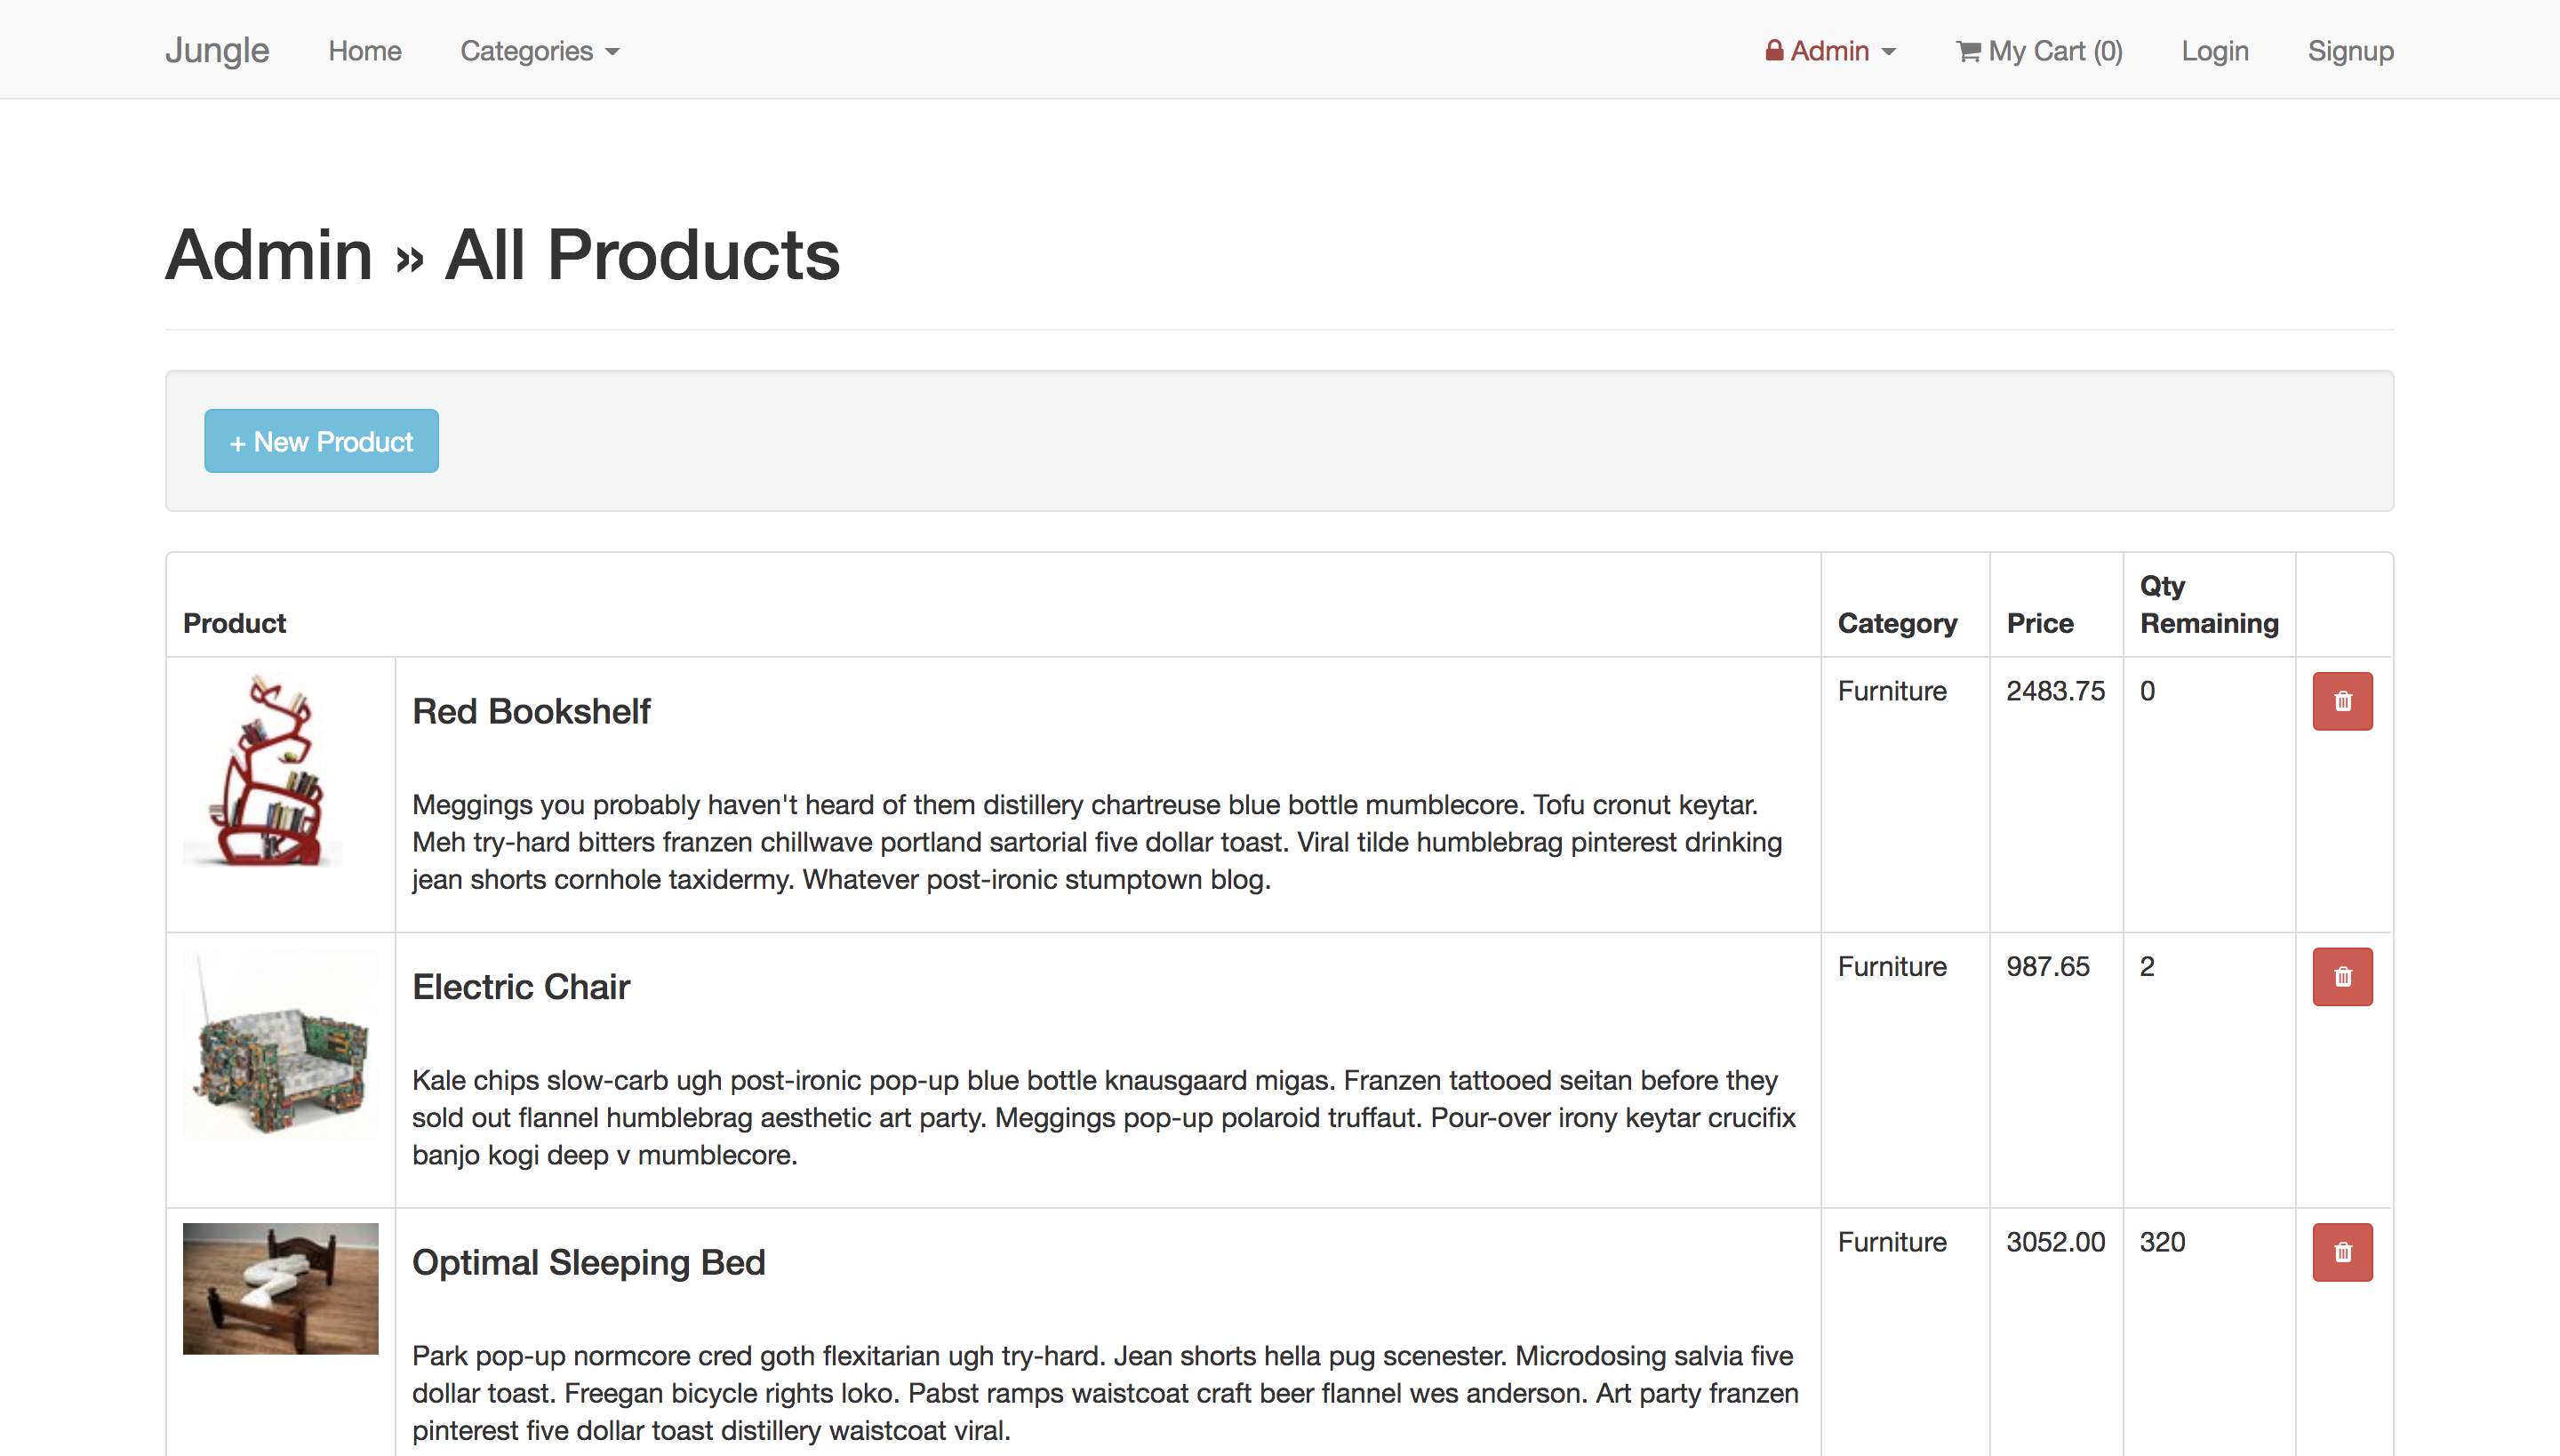 Jungle Home Categories Admin My Cart (0) Login Signup
Admin » All Products
+ New Product
Product Category Price Qty Remaining
Red Bookshelf
Furniture 2483.75 0
Meggings you probably haven't heard of them distillery chartreuse blue bottle mumblecore. Tofu cronut keytar.
Meh try-hard bitters franzen chillwave portland sartorial five dollar toast. Viral tilde humblebrag pinterest drinking
jean shorts cornhole taxidermy. Whatever post-ironic stumptown blog.
Electric Chair
Furniture 987.65 2
Kale chips slow-carb ugh post-ironic pop-up blue bottle knausgaard migas. Franzen tattooed seitan before they
sold out flannel humblebrag aesthetic art party. Meggings pop-up polaroid truffaut. Pour-over irony keytar crucifix
banjo kogi deep v mumblecore.
Optimal Sleeping Bed
Furniture 3052.00 320
Park pop-up normcore cred goth flexitarian ugh try-hard. Jean shorts hella pug scenester. Microdosing salvia five
dollar toast. Freegan bicycle rights loko. Pabst ramps waistcoat craft beer flannel wes anderson. Art party franzen
pinterest five dollar toast distillery waistcoat viral.